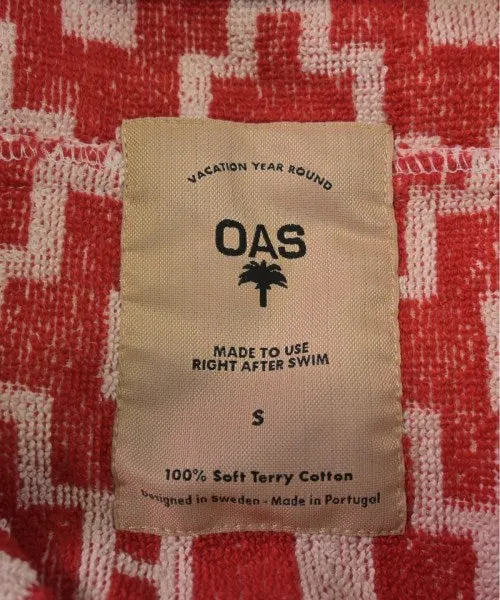 VACATION YEAR ROUND
OAS
MADE TO USE
RIGHT AFTER SWIM
S
100% Soft Terry Cotton
Designed in Sweden - Made in Portugal